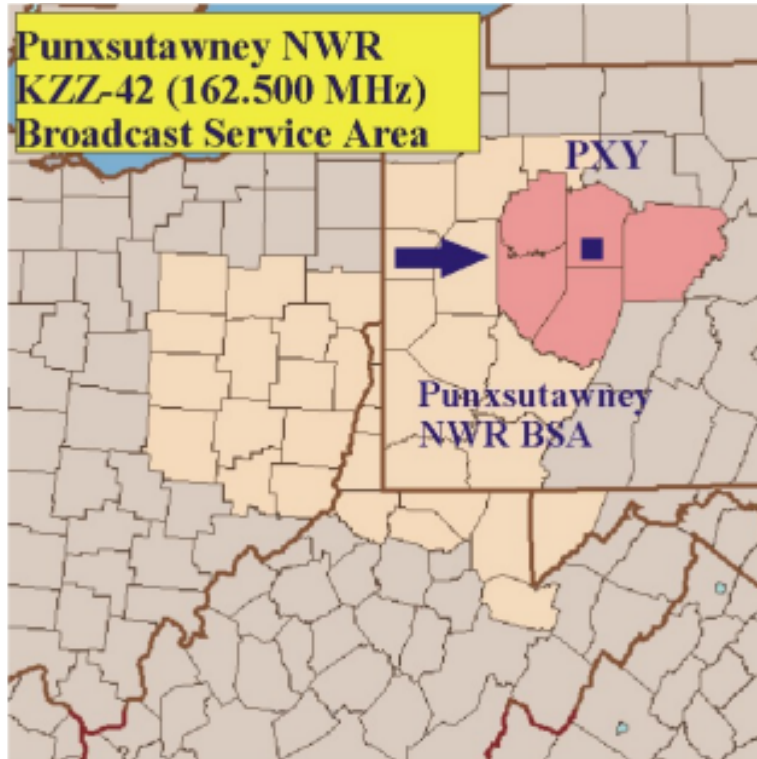 Punxsutawney NWR
KZZ-42 (162.500 MHz)
Broadcast Service Area
PXY
Punxsutawney
NWR BSA